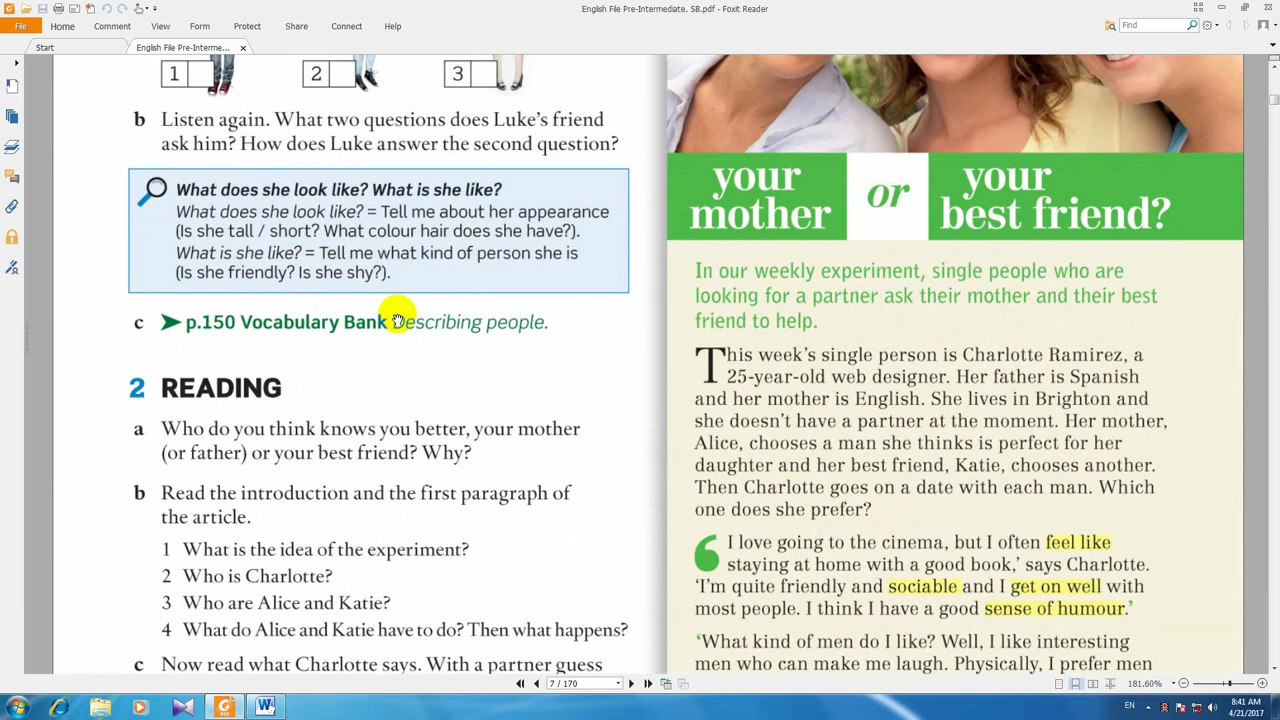 English File Pre-Intermediate. SB.pdf - Foxit Reader
File Home Comment View Form Protect Share Connect Help
Find
Start English File Pre-Interme...
1 2 3
b Listen again. What two questions does Luke's friend
ask him? How does Luke answer the second question?
What does she look like? What is she like?
What does she look like? = Tell me about her appearance
(Is she tall / short? What colour hair does she have?).
What is she like? = Tell me what kind of person she is
(Is she friendly? Is she shy?).
c p.150 Vocabulary Bank Describing people.
2 READING
a Who do you think knows you better, your mother
(or father) or your best friend? Why?
b Read the introduction and the first paragraph of
the article.
1 What is the idea of the experiment?
2 Who is Charlotte?
3 Who are Alice and Katie?
4 What do Alice and Katie have to do? Then what happens?
c Now read what Charlotte says. With a partner guess
your mother or your best friend?
In our weekly experiment, single people who are
looking for a partner ask their mother and their best
friend to help.
This week's single person is Charlotte Ramirez, a
25-year-old web designer. Her father is Spanish
and her mother is English. She lives in Brighton and
she doesn't have a partner at the moment. Her mother,
Alice, chooses a man she thinks is perfect for her
daughter and her best friend, Katie, chooses another.
Then Charlotte goes on a date with each man. Which
one does she prefer?
‘I love going to the cinema, but I often feel like
staying at home with a good book,’ says Charlotte.
‘I'm quite friendly and sociable and I get on well with
most people. I think I have a good sense of humour.’
‘What kind of men do I like? Well, I like interesting
men who can make me laugh. Physically, I prefer men
7 / 170
181.60%
EN
8:41 AM
4/21/2017